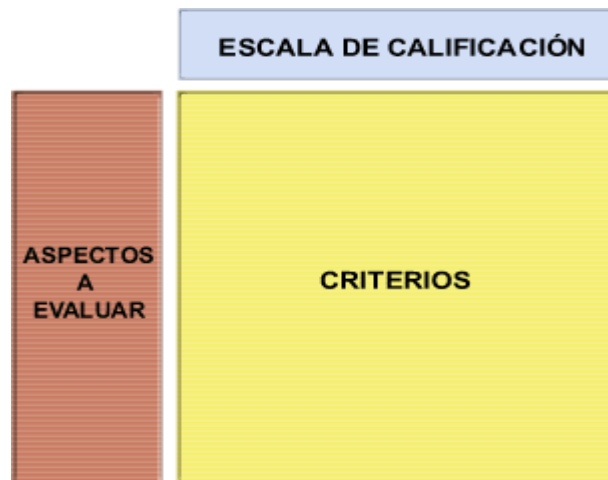 ESCALA DE CALIFICACIÓN
ASPECTOS
A
EVALUAR
CRITERIOS